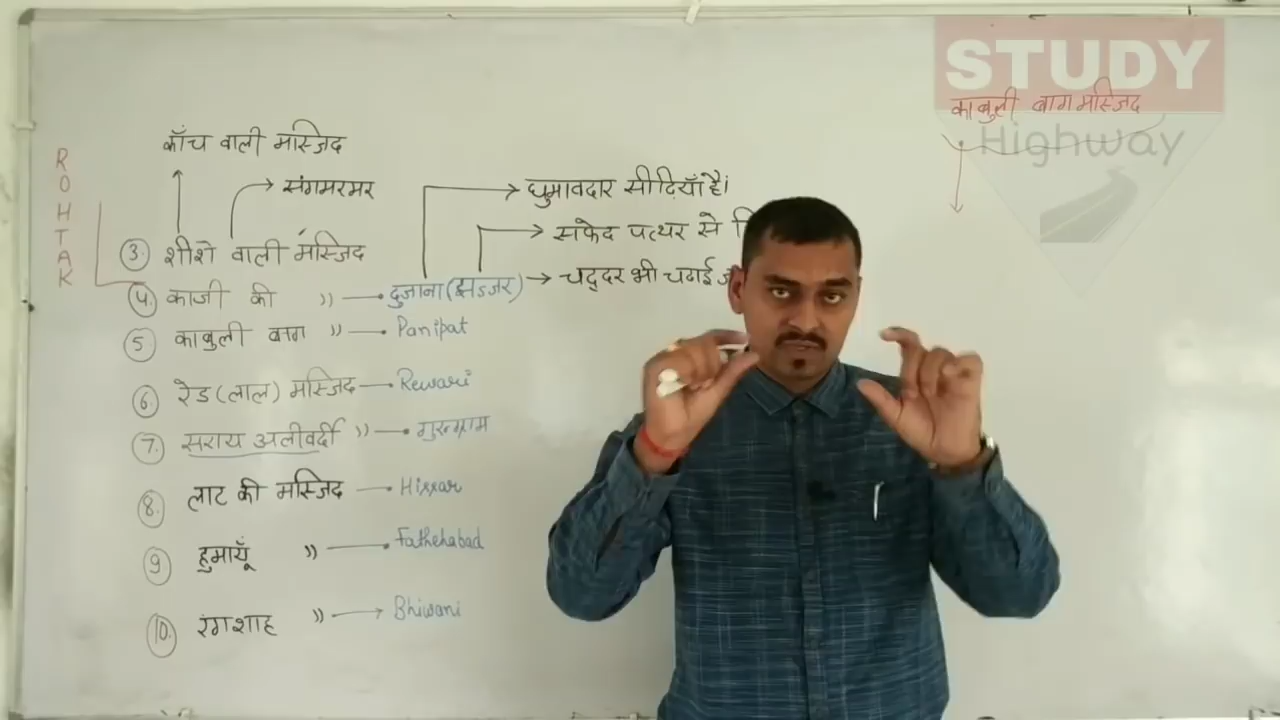 STUDY
काबुली बाग मस्जिद
Highway
काँच वाली मस्जिद
ROHTAK
संगमरमर
घुमावदार सीढ़ियाँ हैं।
सफेद पत्थर से
③. शीशे वाली मस्जिद
④. काजी की '' दुजाना (झज्जर) → चद्दर भी चढाई
⑤ काबुली बाग '' Panipat
⑥. रेड (लाल) मस्जिद Rewari
⑦. सराय अलीवर्दी '' गुरुग्राम
⑧. लाट की मस्जिद Hissar
⑨ हुमायूँ '' Fathehabad
⑩. रंगशाह '' → Bhiwani